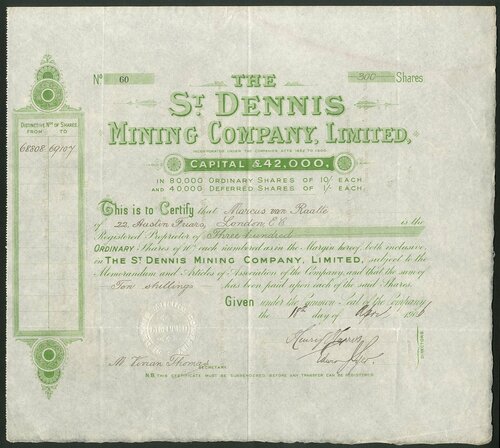 No 60
300 Shares
THE
ST DENNIS
MINING COMPANY, LIMITED,
INCORPORATED UNDER THE COMPANIES ACTS 1862 TO 1900.
CAPITAL £42,000,
IN 80,000 ORDINARY SHARES OF 10/- EACH,
AND 40,000 DEFERRED SHARES OF 1/- EACH.
DISTINCTIVE Nos OF SHARES
FROM TO
68808 69107
This is to Certify that Marcus van Raalte
of 22 Austin Friars, London E.C. is the
Registered Proprietor of Three Hundred
ORDINARY Shares of 10/- each numbered as in the Margin hereof, both inclusive,
in THE ST DENNIS MINING COMPANY, LIMITED, subject to the
Memorandum and Articles of Association of the Company, and that the sum of
Ten shillings has been paid upon each of the said Shares.
Given under the Common Seal of the Company
the day of 1906
DIRECTORS.
M Vivian Thomas SECRETARY.
N.B. THIS CERTIFICATE MUST BE SURRENDERED BEFORE ANY TRANSFER CAN BE REGISTERED.